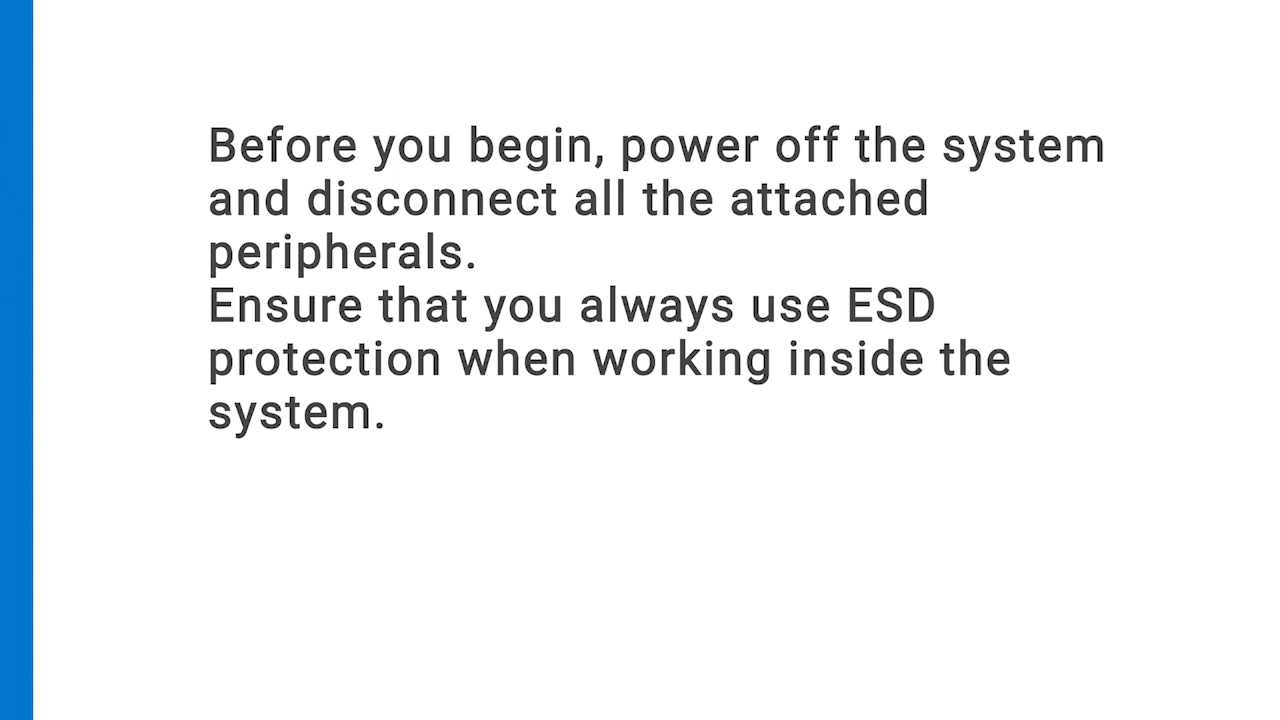 Before you begin, power off the system
and disconnect all the attached
peripherals.
Ensure that you always use ESD
protection when working inside the
system.